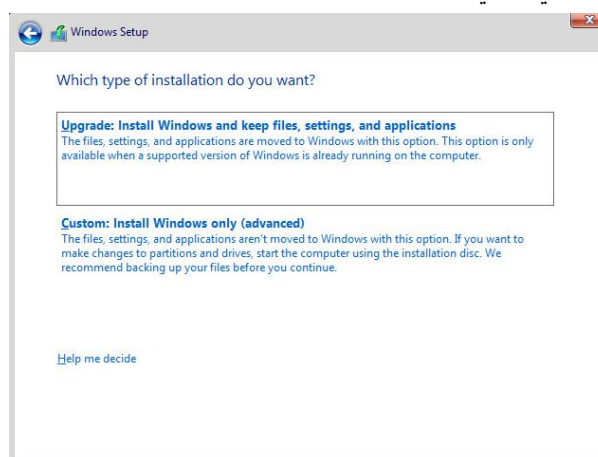 Windows Setup
Which type of installation do you want?
Upgrade: Install Windows and keep files, settings, and applications
The files, settings, and applications are moved to Windows with this option. This option is only
available when a supported version of Windows is already running on the computer.
Custom: Install Windows only (advanced)
The files, settings, and applications aren't moved to Windows with this option. If you want to
make changes to partitions and drives, start the computer using the installation disc. We
recommend backing up your files before you continue.
Help me decide